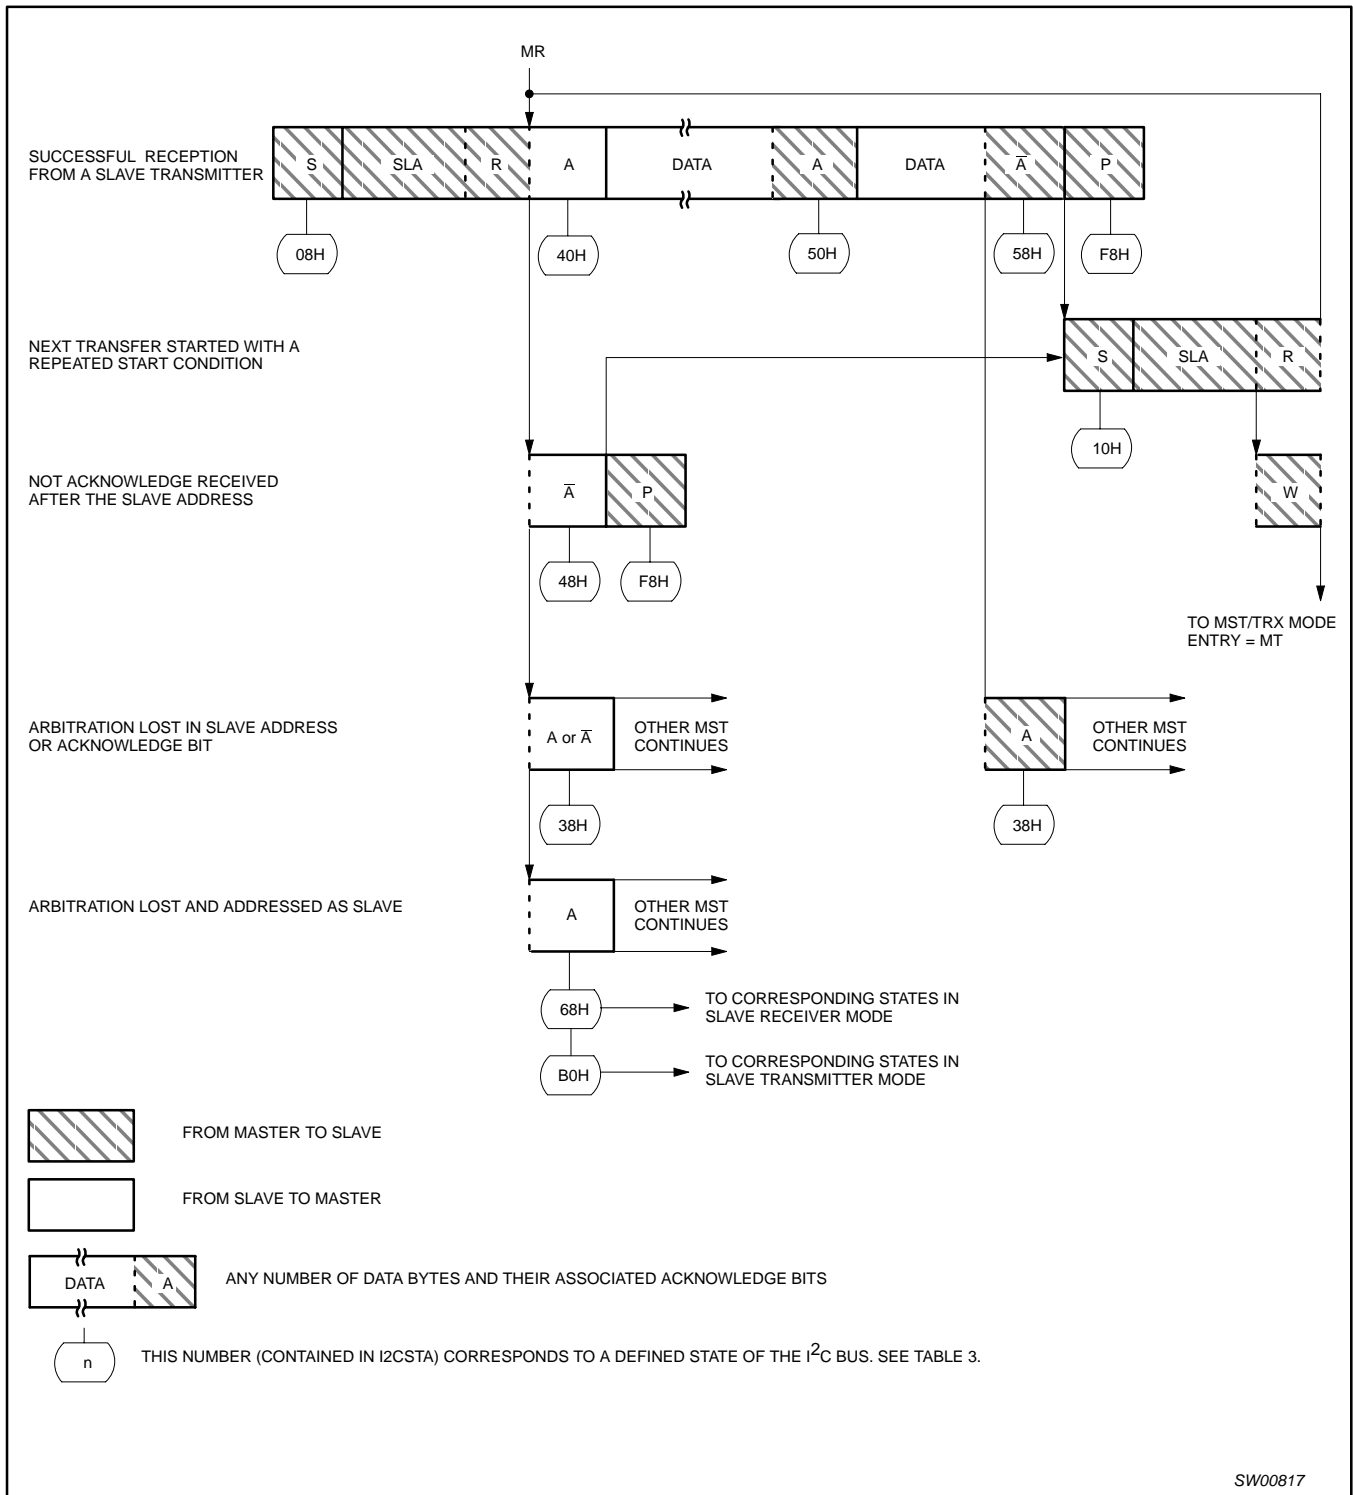 MR
SUCCESSFUL RECEPTION
FROM A SLAVE TRANSMITTER
S SLA R A DATA A DATA A̅ P
08H 40H 50H 58H F8H
NEXT TRANSFER STARTED WITH A
REPEATED START CONDITION
S SLA R
10H
NOT ACKNOWLEDGE RECEIVED
AFTER THE SLAVE ADDRESS
A̅ P W
48H F8H
TO MST/TRX MODE
ENTRY = MT
ARBITRATION LOST IN SLAVE ADDRESS
OR ACKNOWLEDGE BIT
A or A̅
OTHER MST
CONTINUES
A
OTHER MST
CONTINUES
38H 38H
ARBITRATION LOST AND ADDRESSED AS SLAVE
A
OTHER MST
CONTINUES
68H
TO CORRESPONDING STATES IN
SLAVE RECEIVER MODE
B0H
TO CORRESPONDING STATES IN
SLAVE TRANSMITTER MODE
FROM MASTER TO SLAVE
FROM SLAVE TO MASTER
DATA A ANY NUMBER OF DATA BYTES AND THEIR ASSOCIATED ACKNOWLEDGE BITS
n THIS NUMBER (CONTAINED IN I2CSTA) CORRESPONDS TO A DEFINED STATE OF THE I²C BUS. SEE TABLE 3.
SW00817